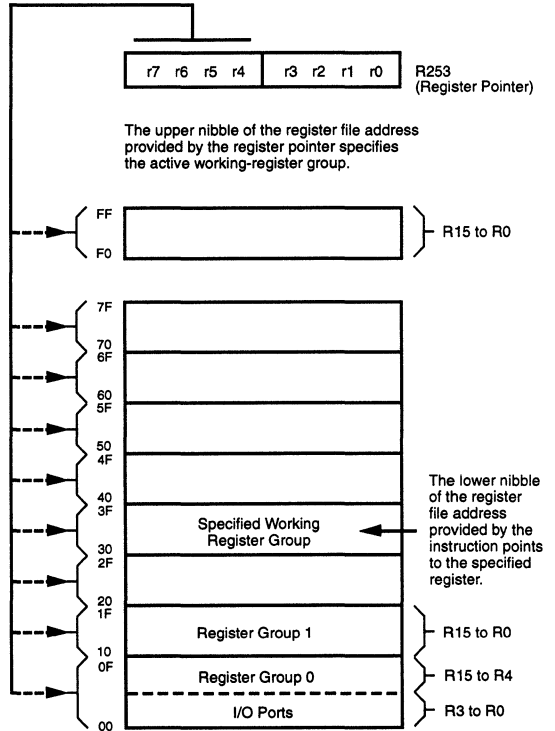 r7 r6 r5 r4 r3 r2 r1 r0
R253
(Register Pointer)
The upper nibble of the register file address
provided by the register pointer specifies
the active working-register group.
FF
F0
R15 to R0
7F
70
6F
60
5F
50
4F
40
3F
30
2F
20
1F
10
0F
00
Specified Working
Register Group
The lower nibble
of the register
file address
provided by the
instruction points
to the specified
register.
Register Group 1
R15 to R0
Register Group 0
R15 to R4
I/O Ports
R3 to R0